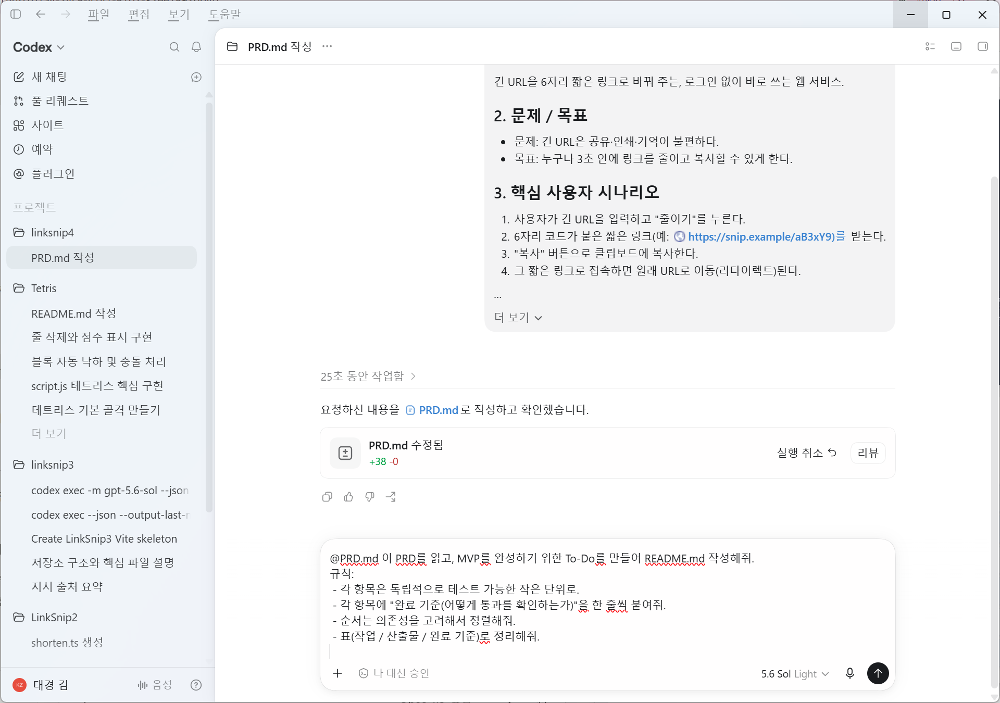 파일 편집 보기 도움말
Codex
새 채팅
풀 리퀘스트
사이트
예약
플러그인
프로젝트
linksnip4
PRD.md 작성
Tetris
README.md 작성
줄 삭제와 점수 표시 구현
블록 자동 낙하 및 충돌 처리
script.js 테트리스 핵심 구현
테트리스 기본 골격 만들기
더 보기
linksnip3
codex exec -m gpt-5.6-sol --json
codex exec --json --output-last-
Create LinkSnip3 Vite skeleton
저장소 구조와 핵심 파일 설명
지시 출처 요약
LinkSnip2
shorten.ts 생성
KZ 대경 김 음성
PRD.md 작성
긴 URL을 6자리 짧은 링크로 바꿔 주는, 로그인 없이 바로 쓰는 웹 서비스.
2. 문제 / 목표
• 문제: 긴 URL은 공유·인쇄·기억이 불편하다.
• 목표: 누구나 3초 안에 링크를 줄이고 복사할 수 있게 한다.
3. 핵심 사용자 시나리오
1. 사용자가 긴 URL을 입력하고 "줄이기"를 누른다.
2. 6자리 코드가 붙은 짧은 링크(예: https://snip.example/aB3xY9)를 받는다.
3. "복사" 버튼으로 클립보드에 복사한다.
4. 그 짧은 링크로 접속하면 원래 URL로 이동(리다이렉트)된다.
...
더 보기
25초 동안 작업함
요청하신 내용을 PRD.md로 작성하고 확인했습니다.
PRD.md 수정됨
+38 -0
실행 취소 리뷰
@PRD.md 이 PRD를 읽고, MVP를 완성하기 위한 To-Do를 만들어 README.md 작성해줘.
규칙:
- 각 항목은 독립적으로 테스트 가능한 작은 단위로.
- 각 항목에 "완료 기준(어떻게 통과를 확인하는가)"을 한 줄씩 붙여줘.
- 순서는 의존성을 고려해서 정렬해줘.
- 표(작업 / 산출물 / 완료 기준)로 정리해줘.
나 대신 승인 5.6 Sol Light